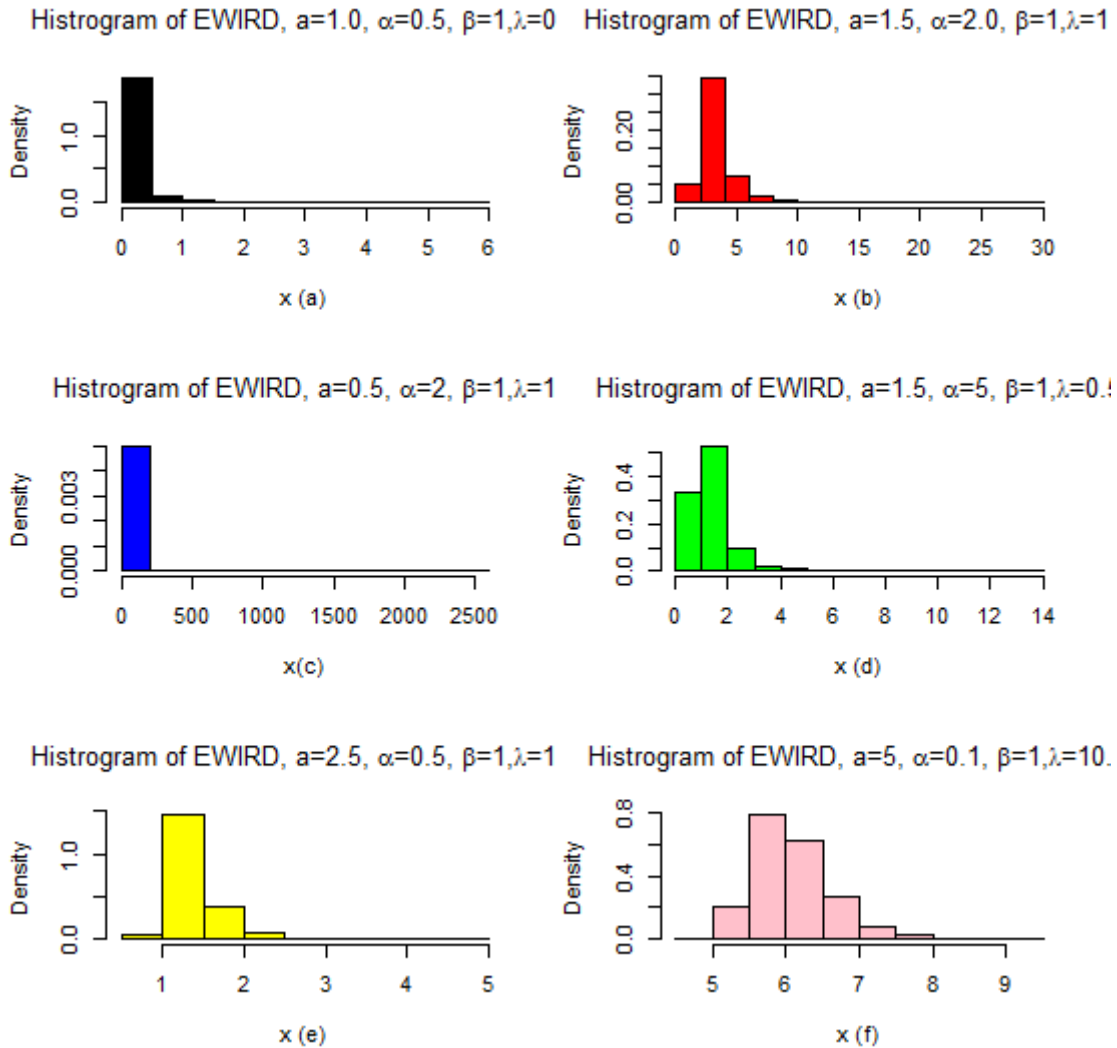 Histrogram of EWIRD, a=1.0, α=0.5, β=1,λ=0
Density
0.0 1.0
0 1 2 3 4 5 6
x (a)
Histrogram of EWIRD, a=1.5, α=2.0, β=1,λ=1
Density
0.00 0.20
0 5 10 15 20 25 30
x (b)
Histrogram of EWIRD, a=0.5, α=2, β=1,λ=1
Density
0.000 0.003
0 500 1000 1500 2000 2500
x(c)
Histrogram of EWIRD, a=1.5, α=5, β=1,λ=0.5
Density
0.0 0.2 0.4
0 2 4 6 8 10 12 14
x (d)
Histrogram of EWIRD, a=2.5, α=0.5, β=1,λ=1
Density
0.0 1.0
1 2 3 4 5
x (e)
Histrogram of EWIRD, a=5, α=0.1, β=1,λ=10.
Density
0.0 0.4 0.8
5 6 7 8 9
x (f)